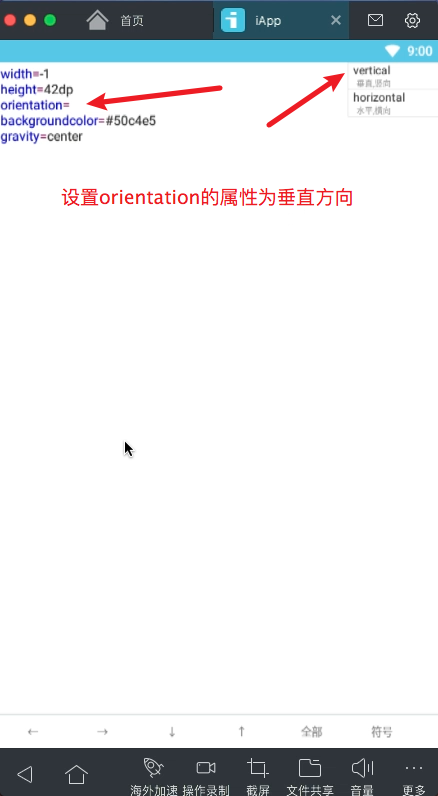 首页
iApp
9:00
width=-1
height=42dp
orientation=
backgroundcolor=#50c4e5
gravity=center
vertical
垂直,竖向
horizontal
水平,横向
设置orientation的属性为垂直方向
← → ↓ ↑ 全部 符号
海外加速 操作录制 截屏 文件共享 音量 更多